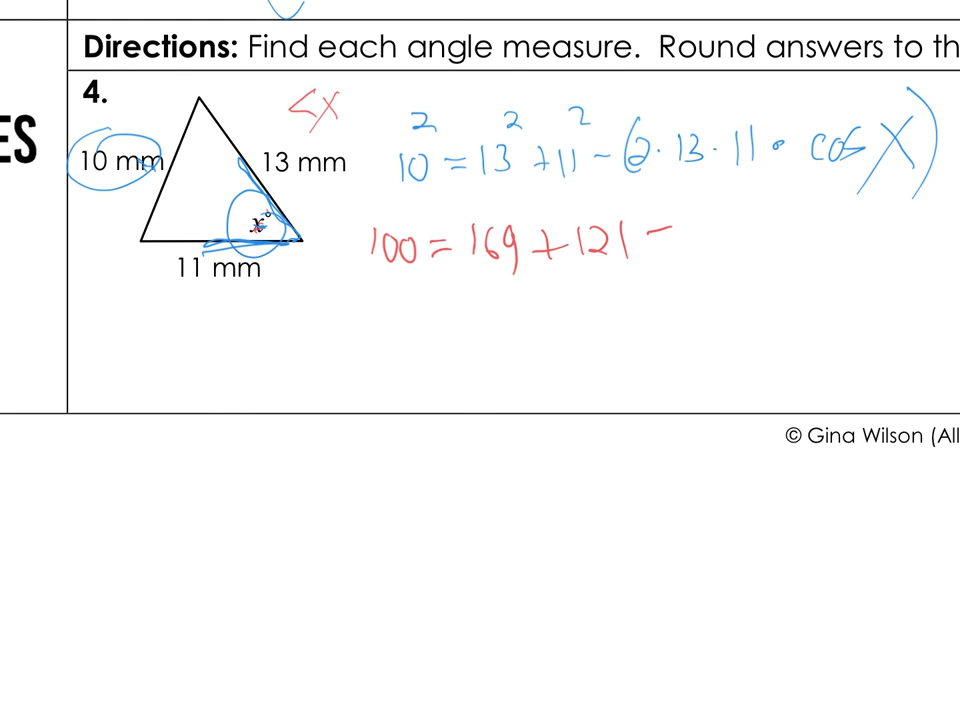 Directions: Find each angle measure. Round answers to th
4.
<x
ES
10 mm
13 mm
x°
11 mm
10² = 13² + 11² - (2 · 13 · 11 · cos X)
100 = 169 + 121 -
© Gina Wilson (All